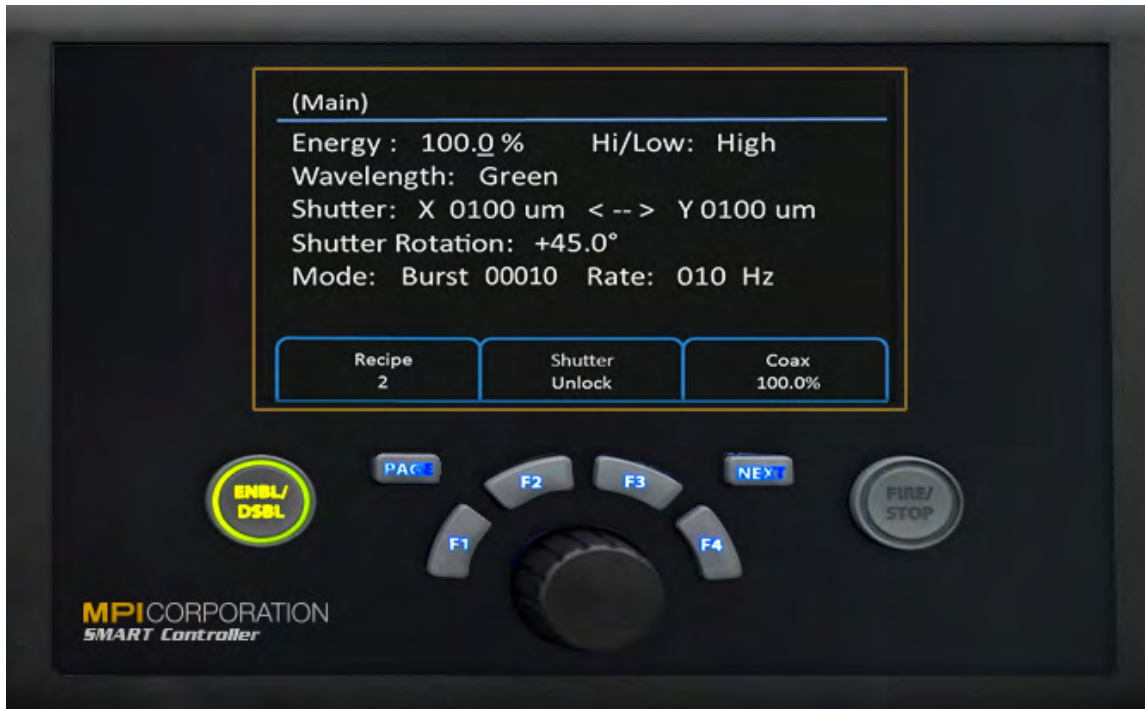 (Main)
Energy : 100.0 % Hi/Low: High
Wavelength: Green
Shutter: X 0100 um < -- > Y 0100 um
Shutter Rotation: +45.0°
Mode: Burst 00010 Rate: 010 Hz
Recipe
2
Shutter
Unlock
Coax
100.0%
ENBL/
DSBL
PAGE
F1
F2
F3
F4
NEXT
FIRE/
STOP
MPI CORPORATION
SMART Controller